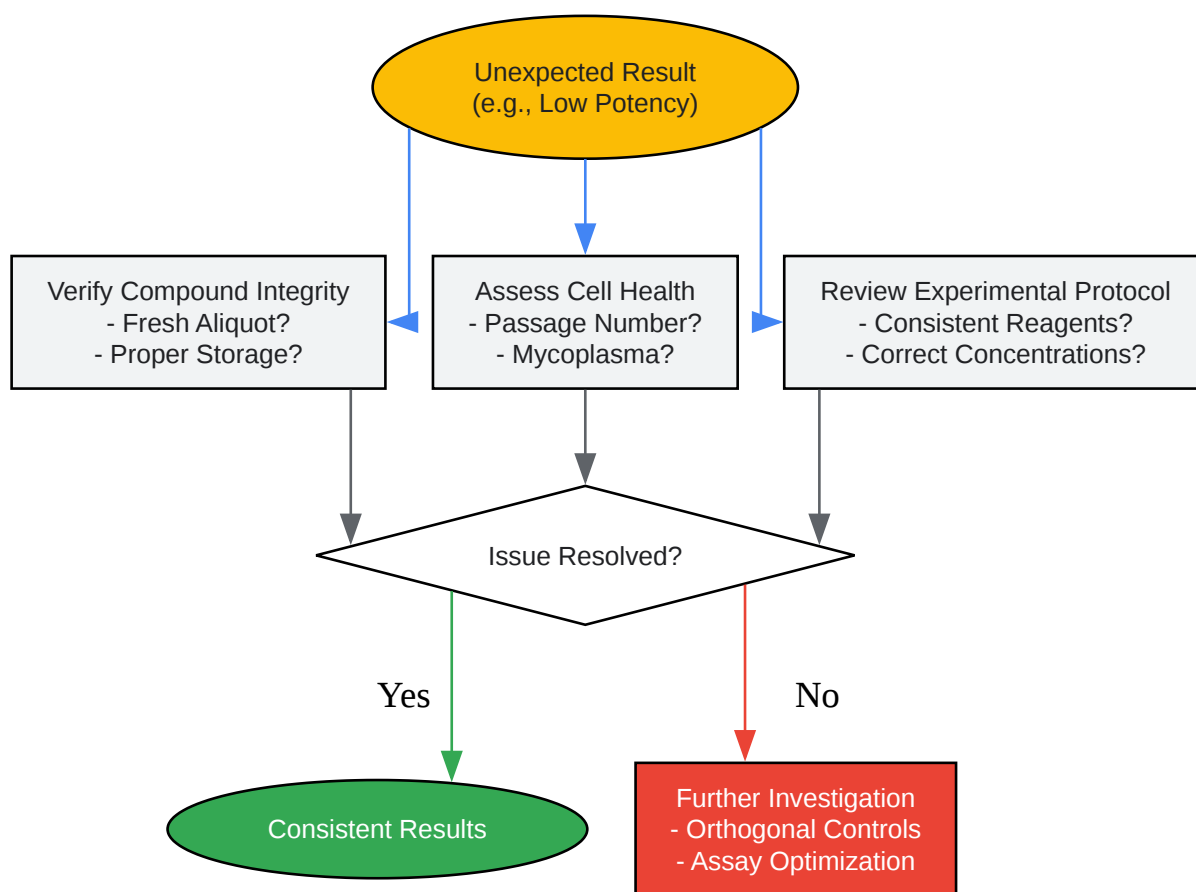 Unexpected Result
(e.g., Low Potency)
Verify Compound Integrity
- Fresh Aliquot?
- Proper Storage?
Assess Cell Health
- Passage Number?
- Mycoplasma?
Review Experimental Protocol
- Consistent Reagents?
- Correct Concentrations?
Issue Resolved?
Yes
No
Consistent Results
Further Investigation
- Orthogonal Controls
- Assay Optimization